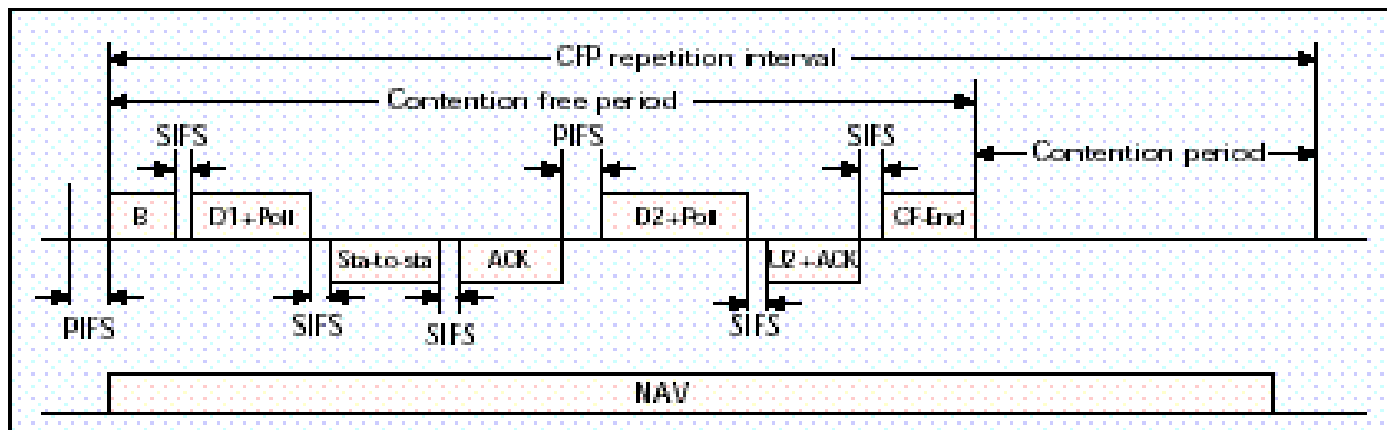 CFP repetition interval
Contention free period
SIFS
PIFS
SIFS
Contention period
B
D1+Poll
D2+Poll
CF-End
Sta-to-sta
ACK
U2+ACK
PIFS
SIFS
SIFS
SIFS
NAV